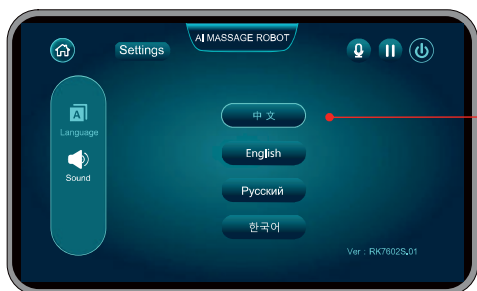 AI MASSAGE ROBOT
Settings
A
Language
Sound
中文
English
Русский
한국어
Ver : RK7602S.01